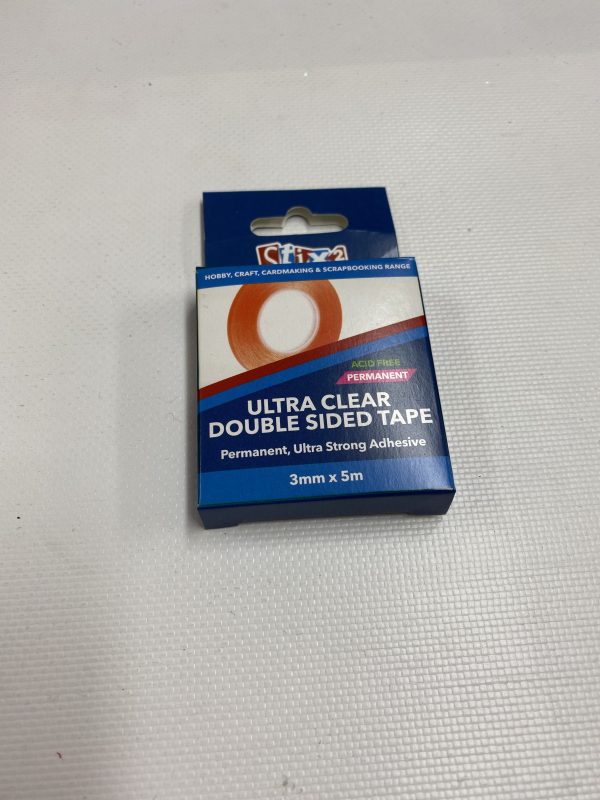 Stix2
HOBBY, CRAFT, CARDMAKING & SCRAPBOOKING RANGE
ACID FREE
PERMANENT
ULTRA CLEAR
DOUBLE SIDED TAPE
Permanent, Ultra Strong Adhesive
3mm x 5m